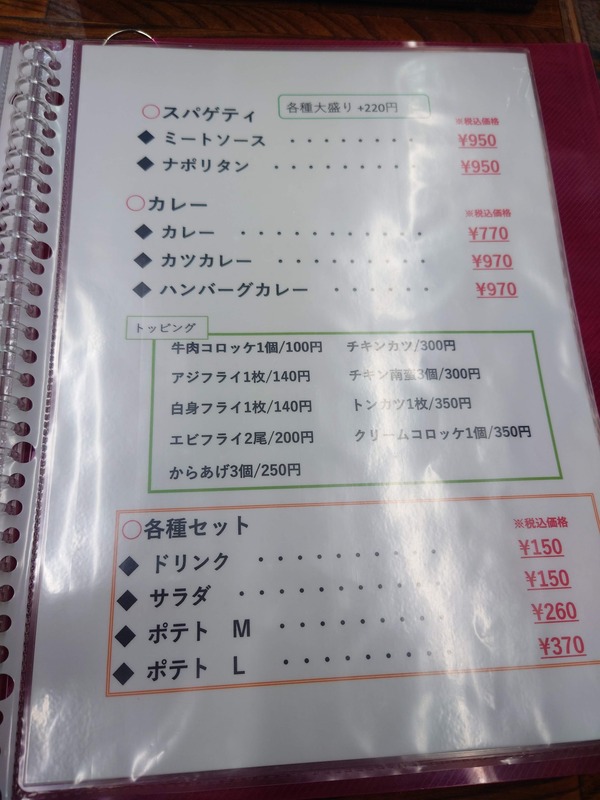 ○スパゲティ 各種大盛り +220円
※税込価格
◆ ミートソース ・・・・・・・ ¥950
◆ ナポリタン ・・・・・・・ ¥950
○カレー ※税込価格
◆ カレー ・・・・・・・・・・・ ¥770
◆ カツカレー ・・・・・・・・・ ¥970
◆ ハンバーグカレー ・・・・・・ ¥970
トッピング
牛肉コロッケ1個/100円 チキンカツ/300円
アジフライ1枚/140円 チキン南蛮3個/300円
白身フライ1枚/140円 トンカツ1枚/350円
エビフライ2尾/200円 クリームコロッケ1個/350円
からあげ3個/250円
○各種セット ※税込価格
◆ ドリンク ・・・・・・・・・・ ¥150
◆ サラダ ・・・・・・・・・・・ ¥150
◆ ポテト M ・・・・・・・・・ ¥260
◆ ポテト L ・・・・・・・・・ ¥370